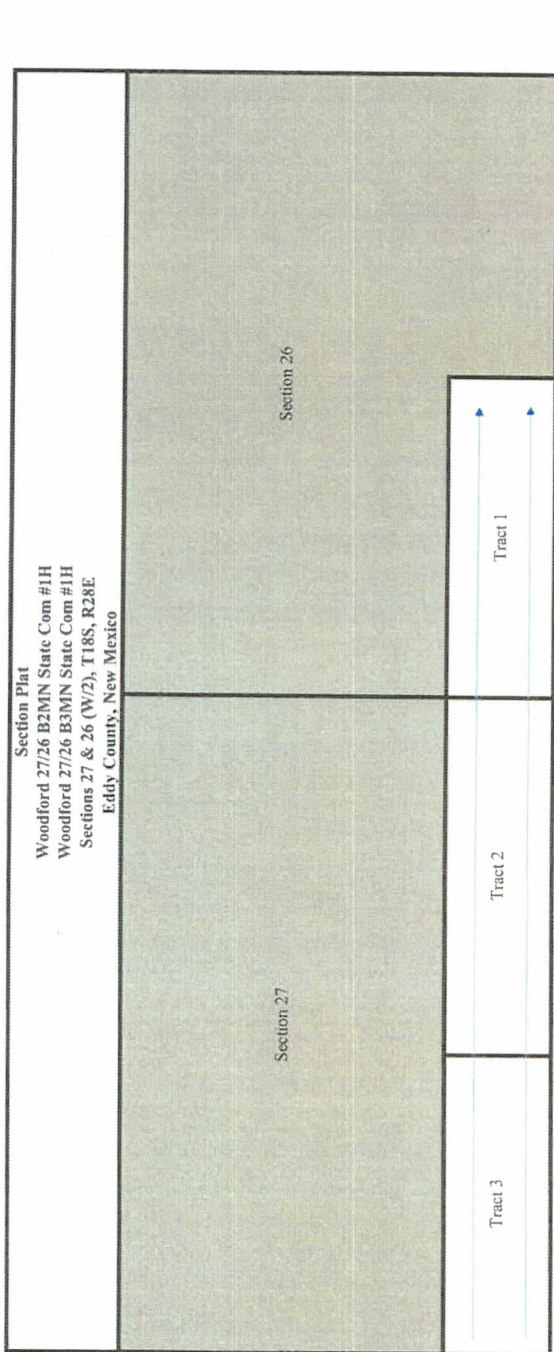 Section Plat
Woodford 27/26 B2MN State Com #1H
Woodford 27/26 B3MN State Com #1H
Sections 27 & 26 (W/2), T18S, R28E
Eddy County, New Mexico
Section 27
Section 26
Tract 3
Tract 2
Tract 1